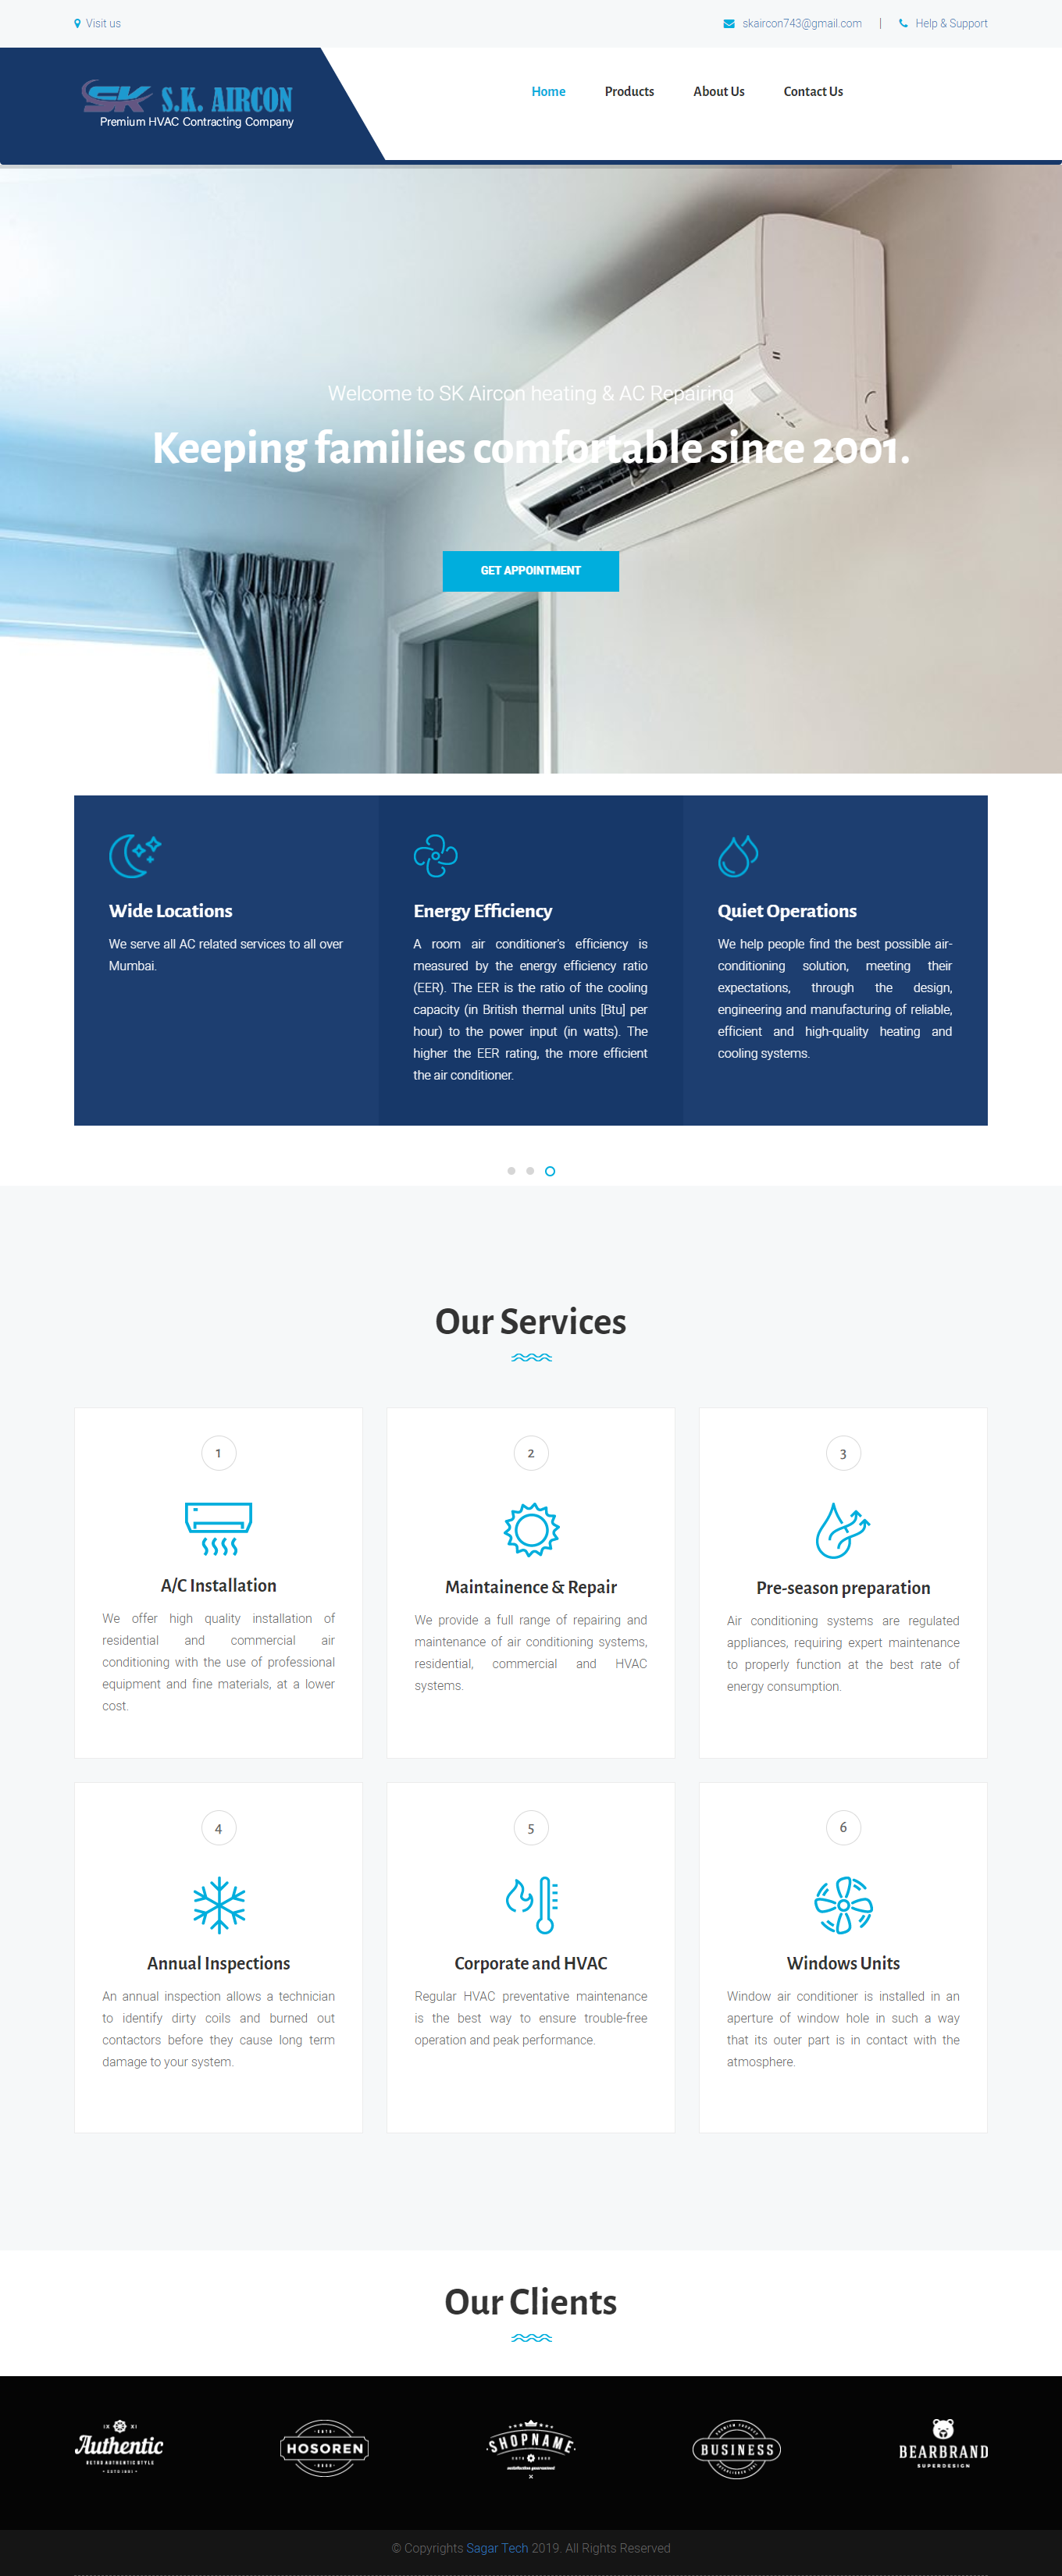 Visit us
skaircon743@gmail.com | Help & Support
SK S.K. AIRCON
Premium HVAC Contracting Company
Home Products About Us Contact Us
Welcome to SK Aircon heating & AC Repairing
Keeping families comfortable since 2001.
GET APPOINTMENT
Wide Locations
We serve all AC related services to all over
Mumbai.
Energy Efficiency
A room air conditioner's efficiency is
measured by the energy efficiency ratio
(EER). The EER is the ratio of the cooling
capacity (in British thermal units [Btu] per
hour) to the power input (in watts). The
higher the EER rating, the more efficient
the air conditioner.
Quiet Operations
We help people find the best possible air-
conditioning solution, meeting their
expectations, through the design,
engineering and manufacturing of reliable,
efficient and high-quality heating and
cooling systems.
Our Services
1
A/C Installation
We offer high quality installation of
residential and commercial air
conditioning with the use of professional
equipment and fine materials, at a lower
cost.
2
Maintainence & Repair
We provide a full range of repairing and
maintenance of air conditioning systems,
residential, commercial and HVAC
systems.
3
Pre-season preparation
Air conditioning systems are regulated
appliances, requiring expert maintenance
to properly function at the best rate of
energy consumption.
4
Annual Inspections
An annual inspection allows a technician
to identify dirty coils and burned out
contactors before they cause long term
damage to your system.
5
Corporate and HVAC
Regular HVAC preventative maintenance
is the best way to ensure trouble-free
operation and peak performance.
6
Windows Units
Window air conditioner is installed in an
aperture of window hole in such a way
that its outer part is in contact with the
atmosphere.
Our Clients
IX XI
Authentic
RETRO AUTHENTIC STYLE
HOSOREN
SHOPNAME
BUSINESS
BEARBRAND
SUPERDESIGN
© Copyrights Sagar Tech 2019. All Rights Reserved